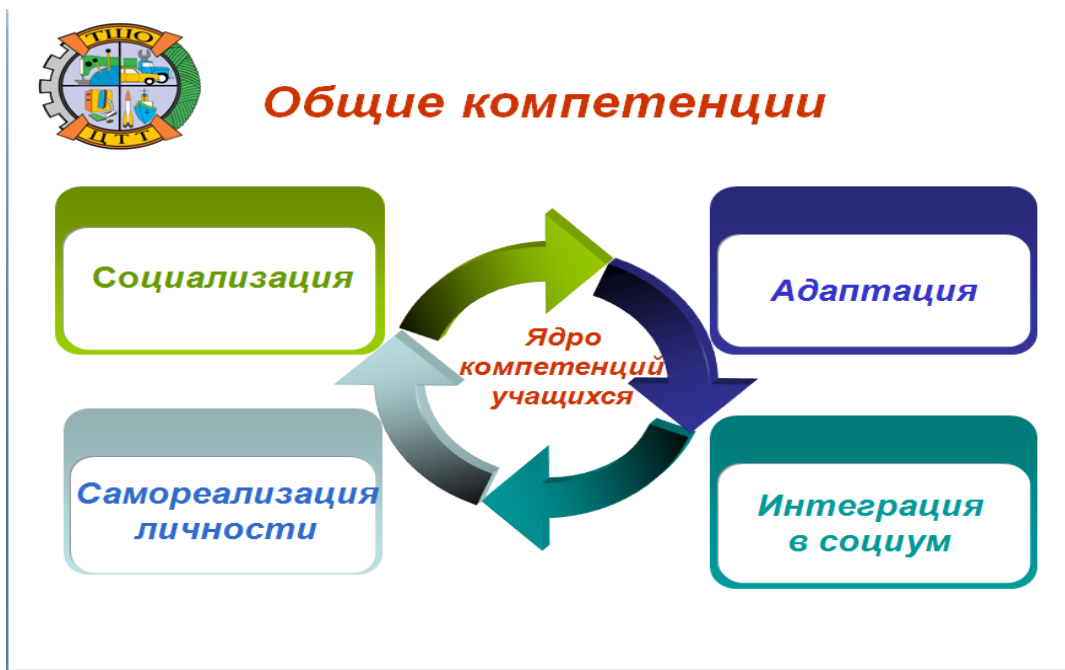 ТШО
ЦТТ
Общие компетенции
Социализация
Адаптация
Ядро
компетенций
учащихся
Самореализация
личности
Интеграция
в социум